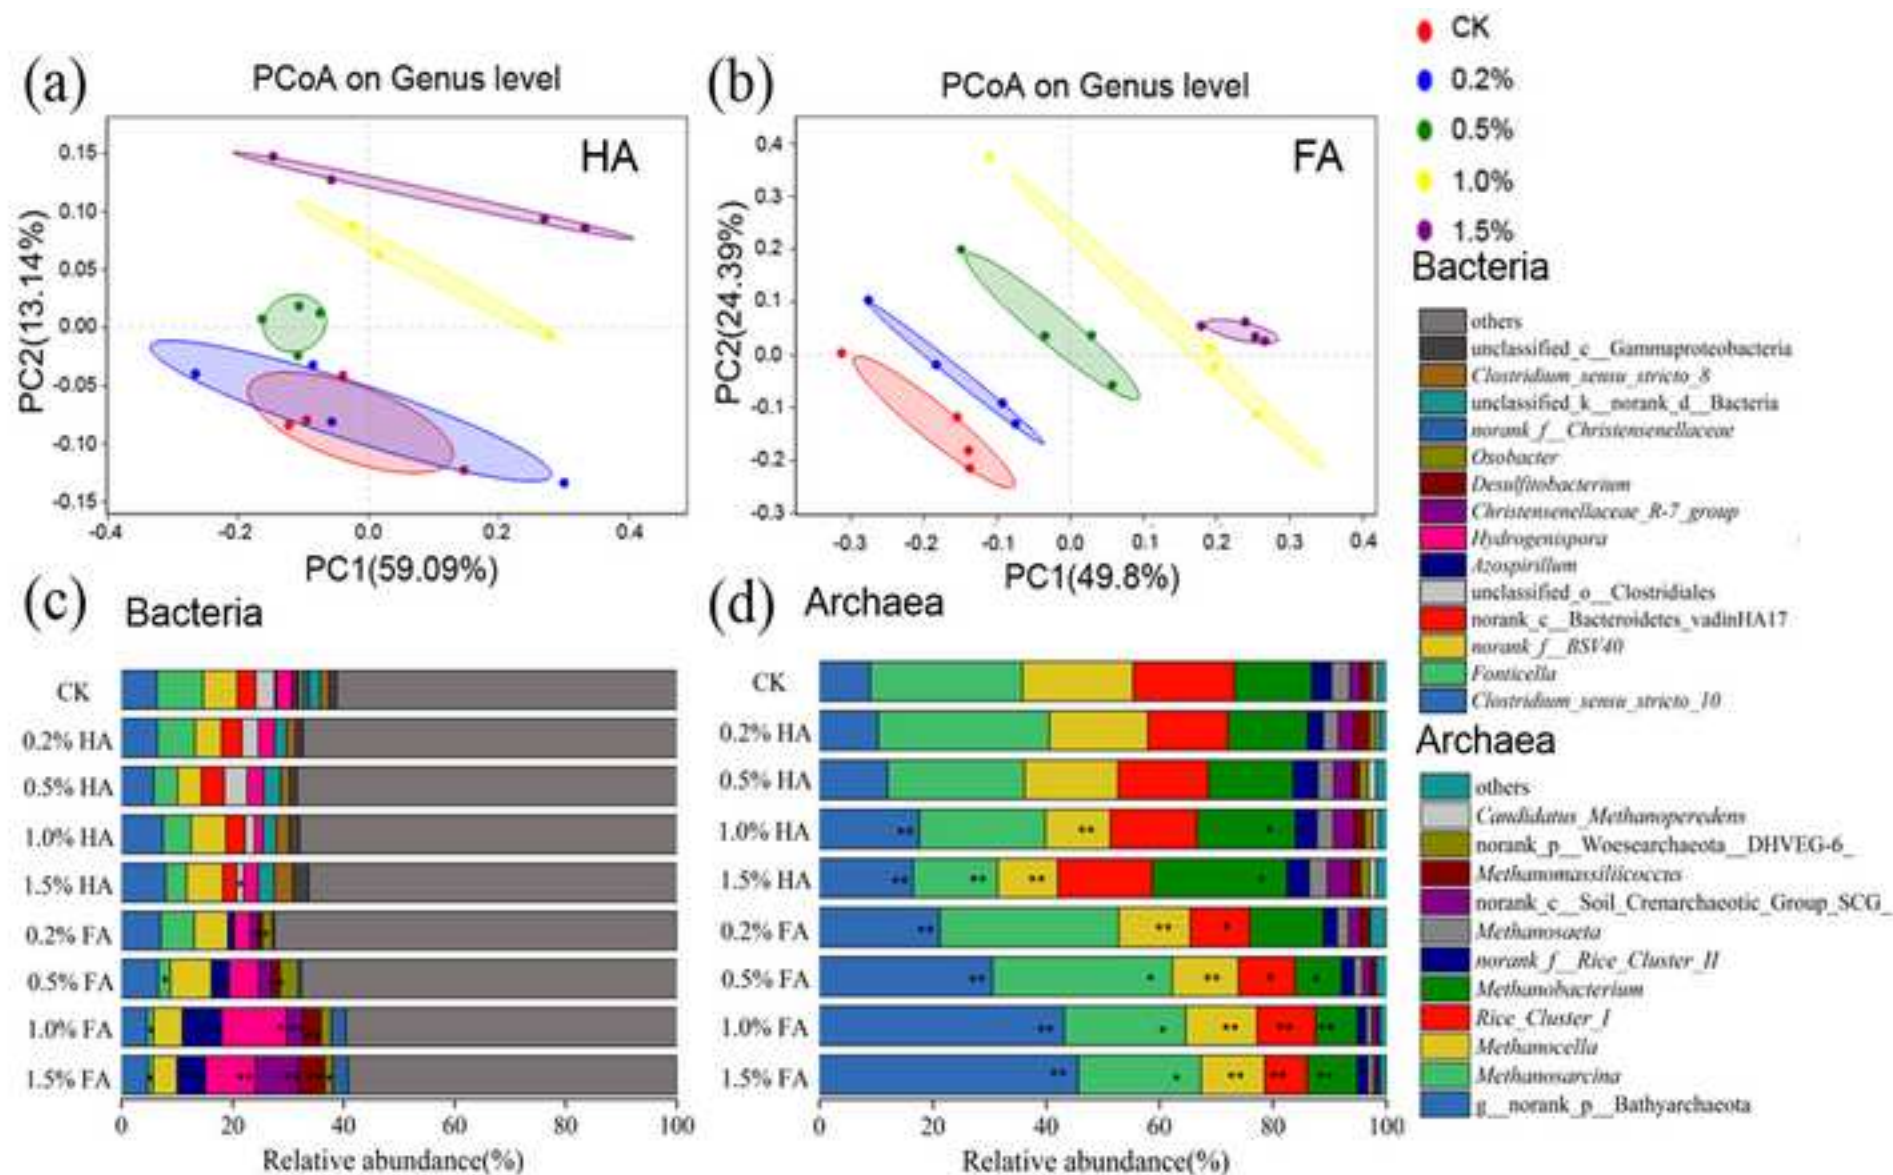 (a)
PCoA on Genus level
HA
PC2(13.14%)
0.15
0.10
0.05
0.00
-0.05
-0.10
-0.15
-0.4
-0.2
0.0
0.2
0.4
PC1(59.09%)
(b)
PCoA on Genus level
FA
PC2(24.39%)
0.4
0.3
0.2
0.1
0.0
-0.1
-0.2
-0.3
-0.3
-0.2
-0.1
0.0
0.1
0.2
0.3
0.4
PC1(49.8%)
CK
0.2%
0.5%
1.0%
1.5%
Bacteria
others
unclassified_c__Gammaproteobacteria
Clostridium_sensu_stricto_8
unclassified_k__norank_d__Bacteria
norank_f__Christensenellaceae
Oxobacter
Desulfitobacterium
Christensenellaceae_R-7_group
Hydrogenispora
Azospirillum
unclassified_o__Clostridiales
norank_c__Bacteroidetes_vadinHA17
norank_f__BSV40
Fonticella
Clostridium_sensu_stricto_10
Archaea
others
Candidatus_Methanoperedens
norank_p__Woesearchaeota__DHVEG-6_
Methanomassiliicoccus
norank_c__Soil_Crenarchaeotic_Group_SCG_
Methanosaeta
norank_f__Rice_Cluster_II
Methanobacterium
Rice_Cluster_I
Methanocella
Methanosarcina
g__norank_p__Bathyarchaeota
(c)
Bacteria
CK
0.2% HA
0.5% HA
1.0% HA
1.5% HA
0.2% FA
0.5% FA
1.0% FA
1.5% FA
0
20
40
60
80
100
Relative abundance(%)
(d)
Archaea
CK
0.2% HA
0.5% HA
1.0% HA
1.5% HA
0.2% FA
0.5% FA
1.0% FA
1.5% FA
0
20
40
60
80
100
Relative abundance(%)